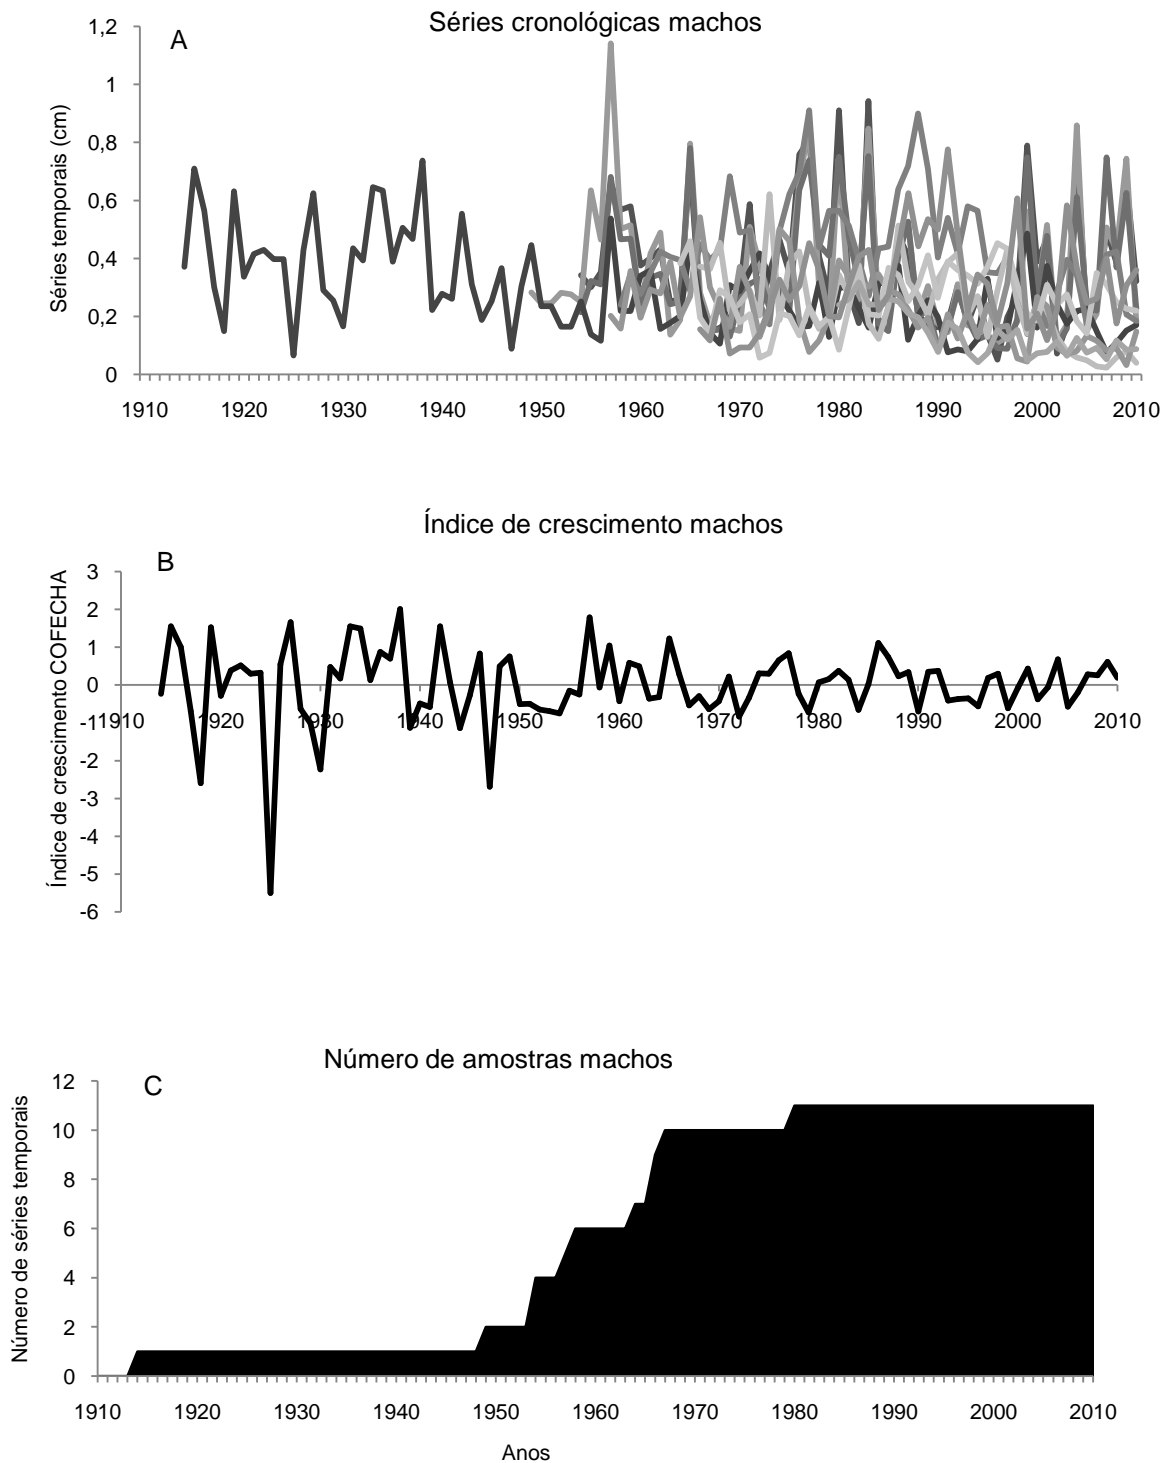 Séries cronológicas machos
A
Séries temporais (cm)
1,2
1
0,8
0,6
0,4
0,2
0
1910 1920 1930 1940 1950 1960 1970 1980 1990 2000 2010
Índice de crescimento machos
B
Índice de crescimento COFECHA
3
2
1
0
-1
-2
-3
-4
-5
-6
1910 1920 1930 1940 1950 1960 1970 1980 1990 2000 2010
Número de amostras machos
C
Número de séries temporais
12
10
8
6
4
2
0
1910 1920 1930 1940 1950 1960 1970 1980 1990 2000 2010
Anos